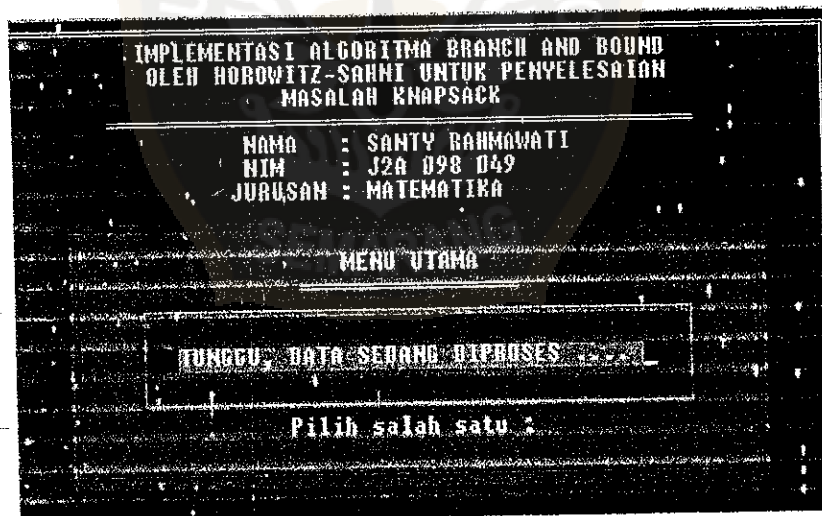 IMPLEMENTASI ALGORITMA BRANCH AND BOUND
OLEH HOROWITZ-SAHNI UNTUK PENYELESAIAN
MASALAH KNAPSACK
NAMA : SANTY RAHMAWATI
NIM : J2A 098 049
JURUSAN : MATEMATIKA
SEMARANG
MENU UTAMA
TUNGGU, DATA SEDANG DIPROSES ....
Pilih salah satu :